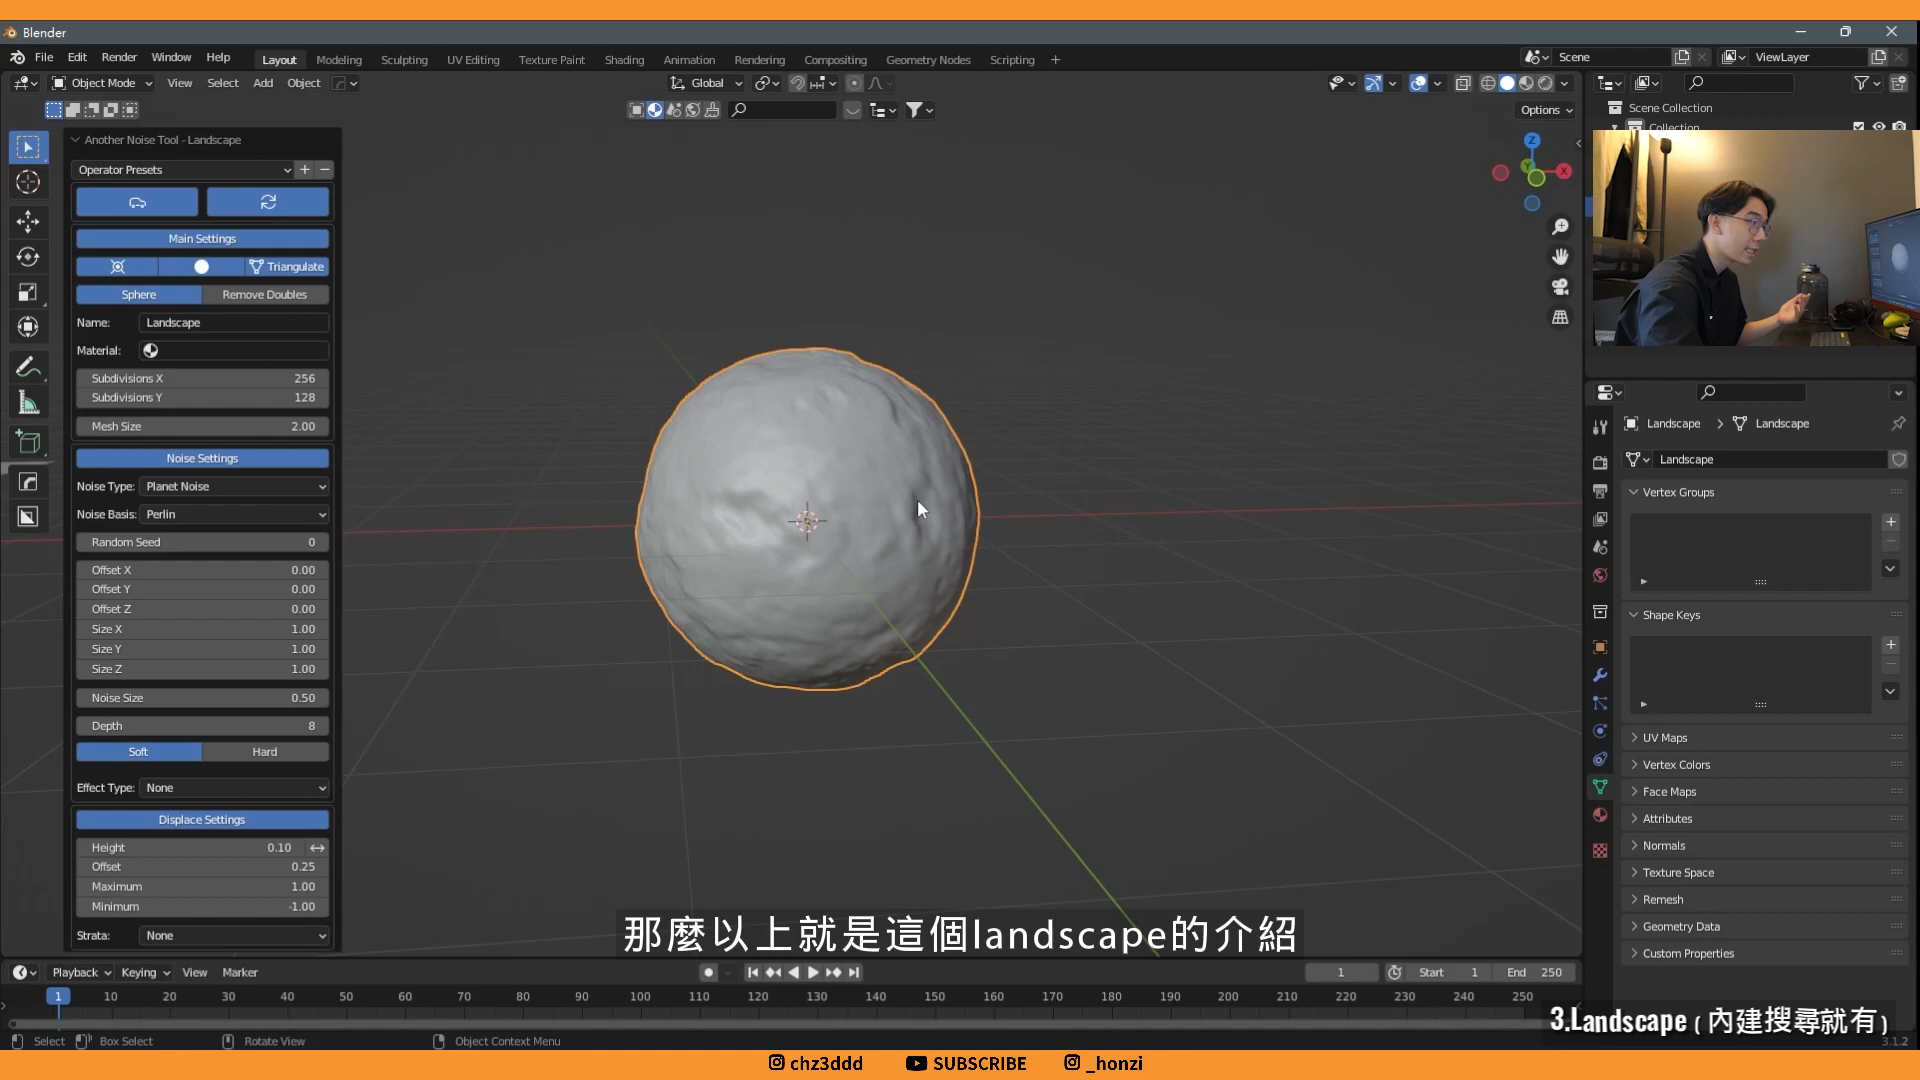 Blender
File Edit Render Window Help Layout Modeling Sculpting UV Editing Texture Paint Shading Animation Rendering Compositing Geometry Nodes Scripting + Scene ViewLayer
Object Mode View Select Add Object Global
Options
Scene Collection
Collection
Another Noise Tool - Landscape
Operator Presets
Main Settings
Triangulate
Sphere Remove Doubles
Name: Landscape
Material:
Subdivisions X 256
Subdivisions Y 128
Mesh Size 2.00
Noise Settings
Noise Type: Planet Noise
Noise Basis: Perlin
Random Seed 0
Offset X 0.00
Offset Y 0.00
Offset Z 0.00
Size X 1.00
Size Y 1.00
Size Z 1.00
Noise Size 0.50
Depth 8
Soft Hard
Effect Type: None
Displace Settings
Height 0.10
Offset 0.25
Maximum 1.00
Minimum -1.00
Strata: None
Z
Y
X
Landscape > Landscape
Landscape
Vertex Groups
Shape Keys
UV Maps
Vertex Colors
Face Maps
Attributes
Normals
Texture Space
Remesh
Geometry Data
Custom Properties
那麼以上就是這個landscape的介紹
Playback Keying View Marker 1 Start 1 End 250
1 10 20 30 40 50 60 70 80 90 100 110 120 130 140 150 160 170 180 190 200 210 220 230 240 250
3.Landscape ( 內建搜尋就有 )
Select Box Select Rotate View Object Context Menu 3.1.2
chz3ddd SUBSCRIBE _honzi